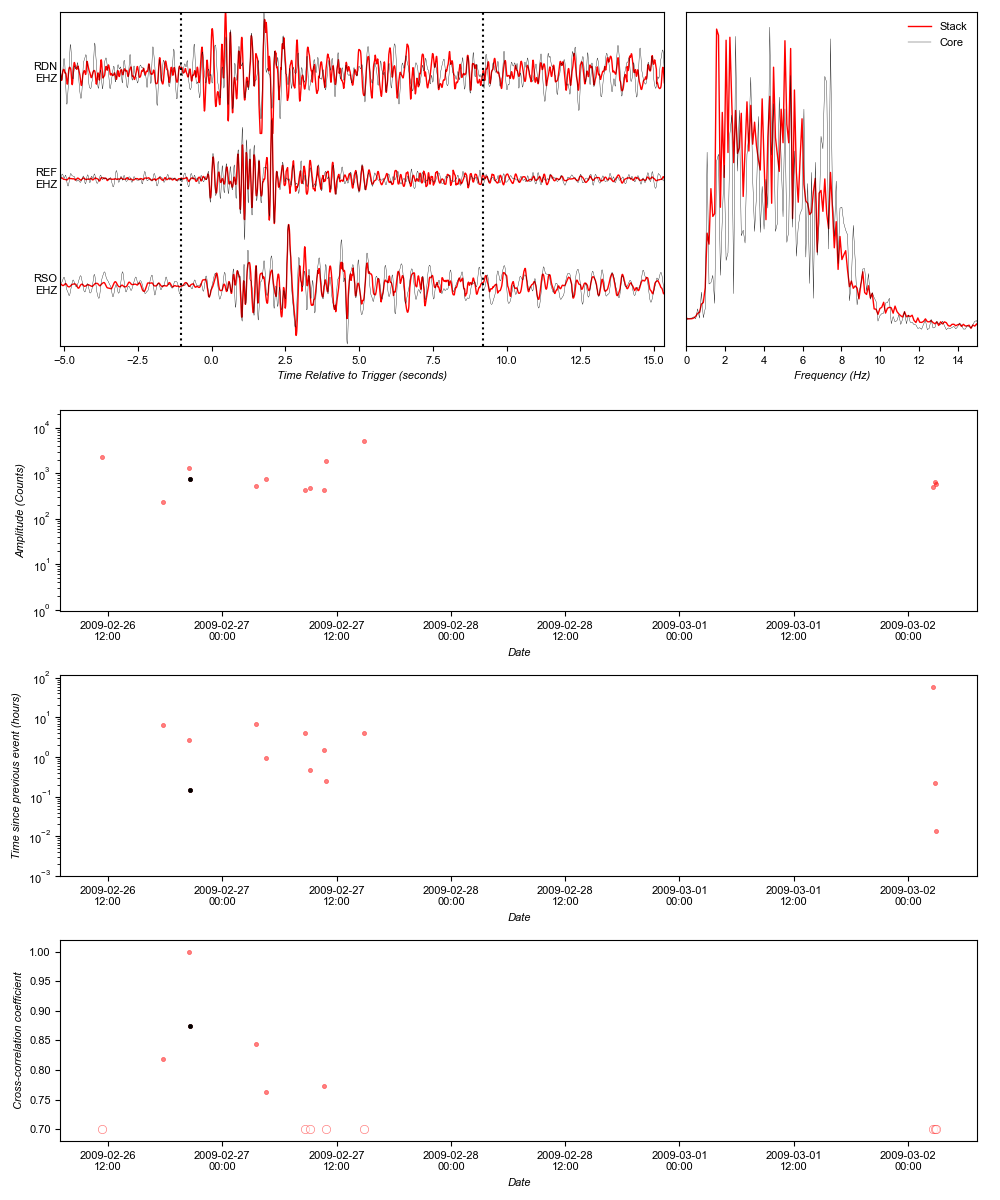 RDN
EHZ
REF
EHZ
RSO
EHZ
−5.0 −2.5 0.0 2.5 5.0 7.5 10.0 12.5 15.0
Time Relative to Trigger (seconds)
Stack
Core
0 2 4 6 8 10 12 14
Frequency (Hz)
Amplitude (Counts)
10⁴
10³
10²
10¹
10⁰
2009-02-26 2009-02-27 2009-02-27 2009-02-28 2009-02-28 2009-03-01 2009-03-01 2009-03-02
12:00 00:00 12:00 00:00 12:00 00:00 12:00 00:00
Date
Time since previous event (hours)
10²
10¹
10⁰
10⁻¹
10⁻²
10⁻³
2009-02-26 2009-02-27 2009-02-27 2009-02-28 2009-02-28 2009-03-01 2009-03-01 2009-03-02
12:00 00:00 12:00 00:00 12:00 00:00 12:00 00:00
Date
Cross-correlation coefficient
1.00
0.95
0.90
0.85
0.80
0.75
0.70
2009-02-26 2009-02-27 2009-02-27 2009-02-28 2009-02-28 2009-03-01 2009-03-01 2009-03-02
12:00 00:00 12:00 00:00 12:00 00:00 12:00 00:00
Date